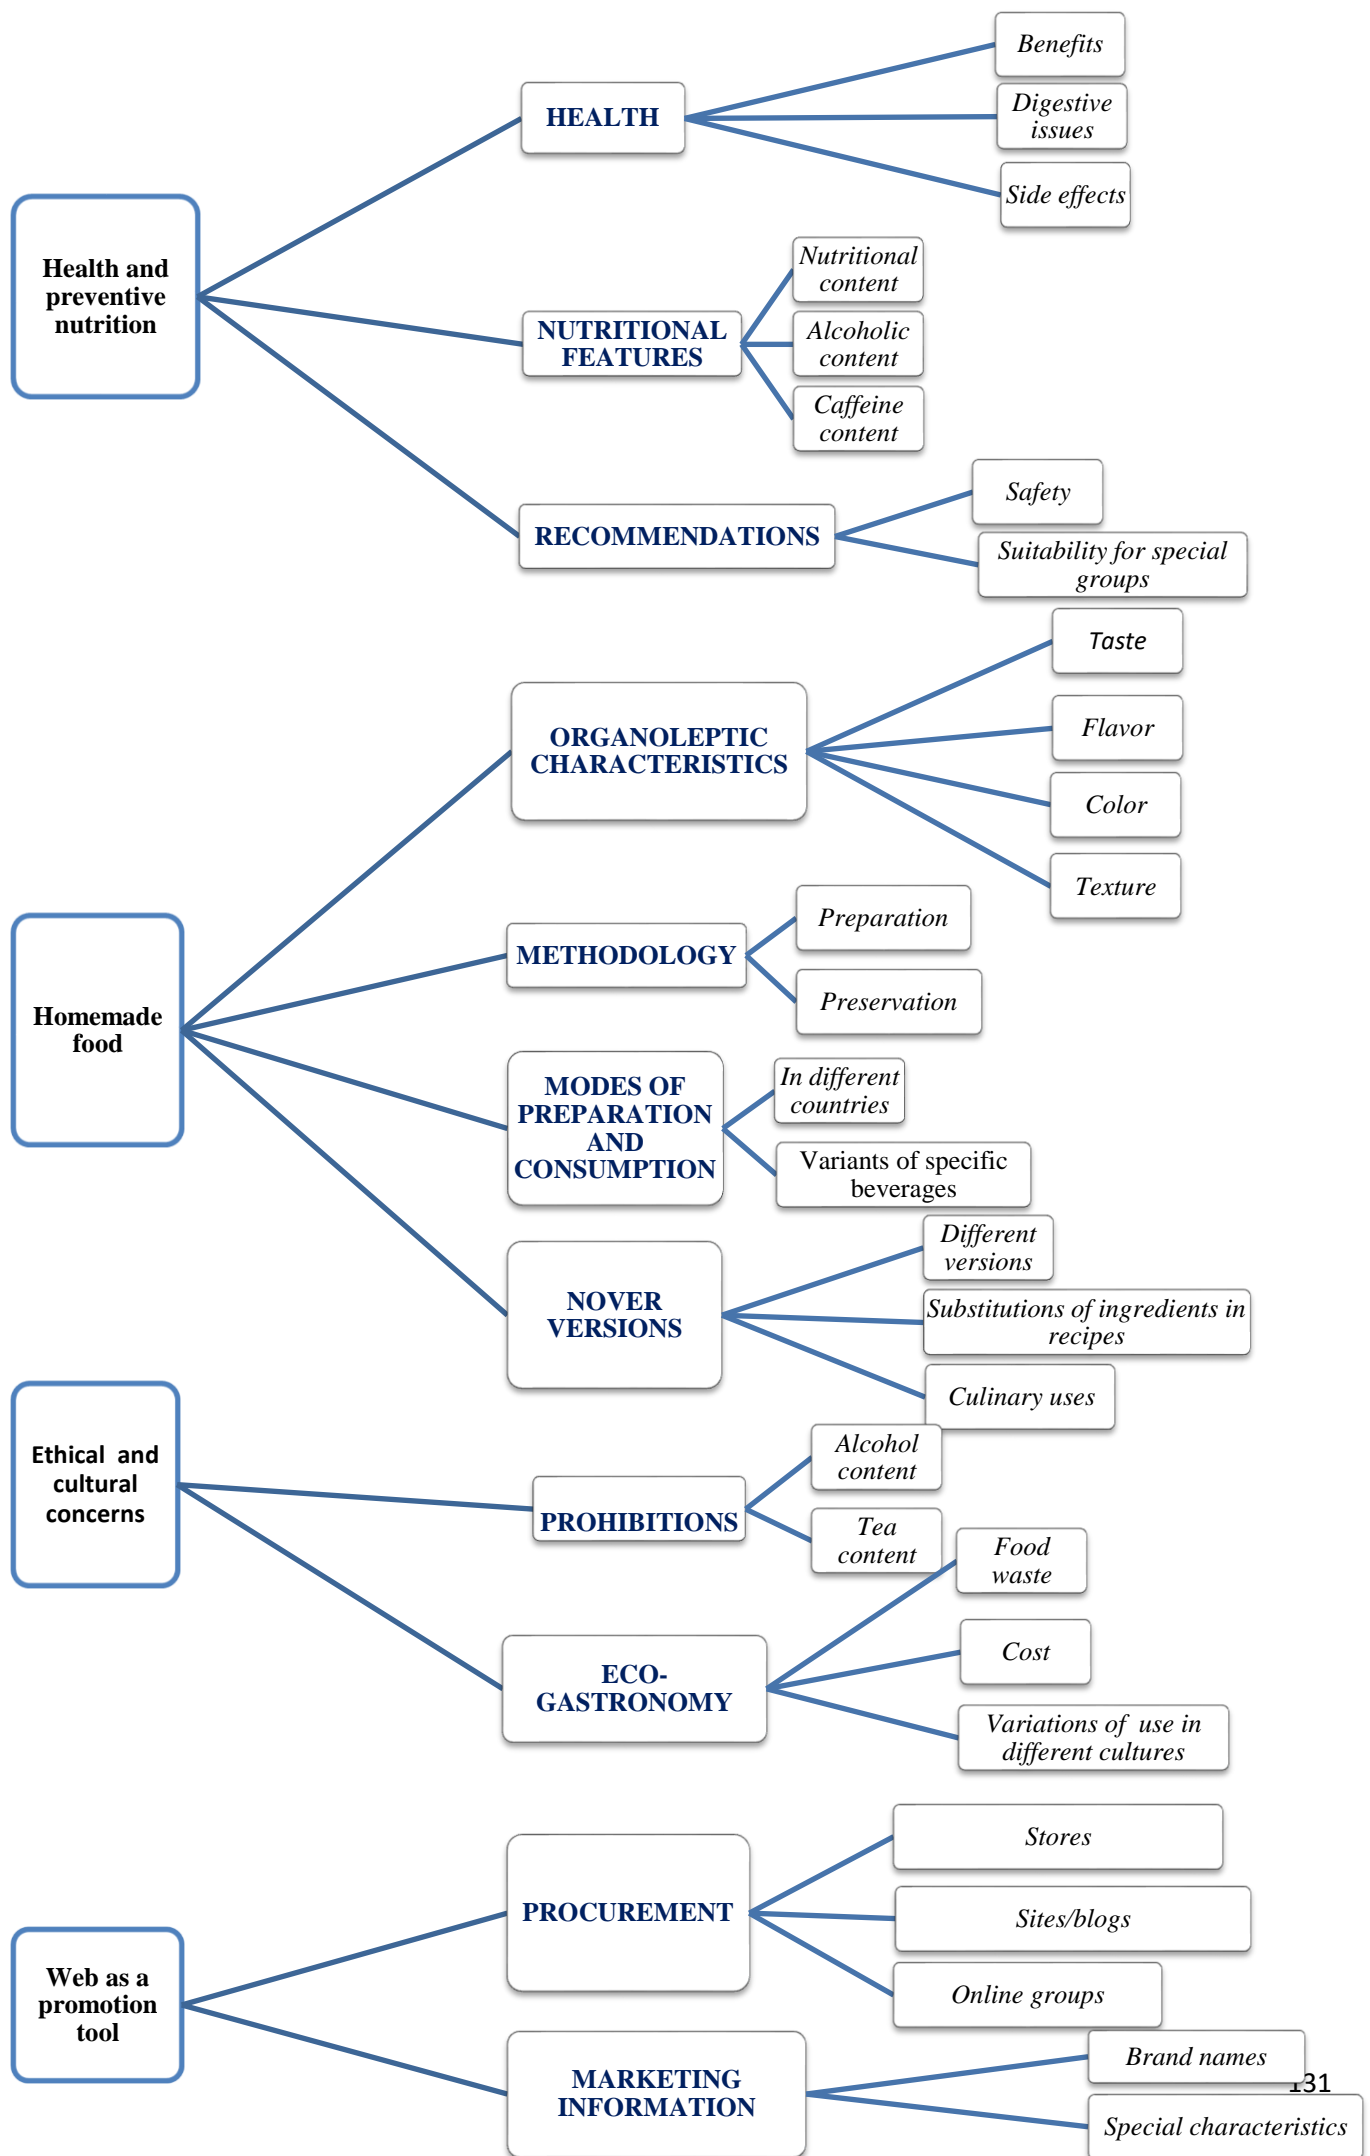 Health and
preventive
nutrition
HEALTH
Benefits
Digestive
issues
Side effects
NUTRITIONAL
FEATURES
Nutritional
content
Alcoholic
content
Caffeine
content
RECOMMENDATIONS
Safety
Suitability for special
groups
Homemade
food
ORGANOLEPTIC
CHARACTERISTICS
Taste
Flavor
Color
Texture
METHODOLOGY
Preparation
Preservation
MODES OF
PREPARATION
AND
CONSUMPTION
In different
countries
Variants of specific
beverages
NOVER
VERSIONS
Different
versions
Substitutions of ingredients in
recipes
Culinary uses
Ethical and
cultural
concerns
PROHIBITIONS
Alcohol
content
Tea
content
ECO-
GASTRONOMY
Food
waste
Cost
Variations of use in
different cultures
Web as a
promotion
tool
PROCUREMENT
Stores
Sites/blogs
Online groups
MARKETING
INFORMATION
Brand names
Special characteristics
131